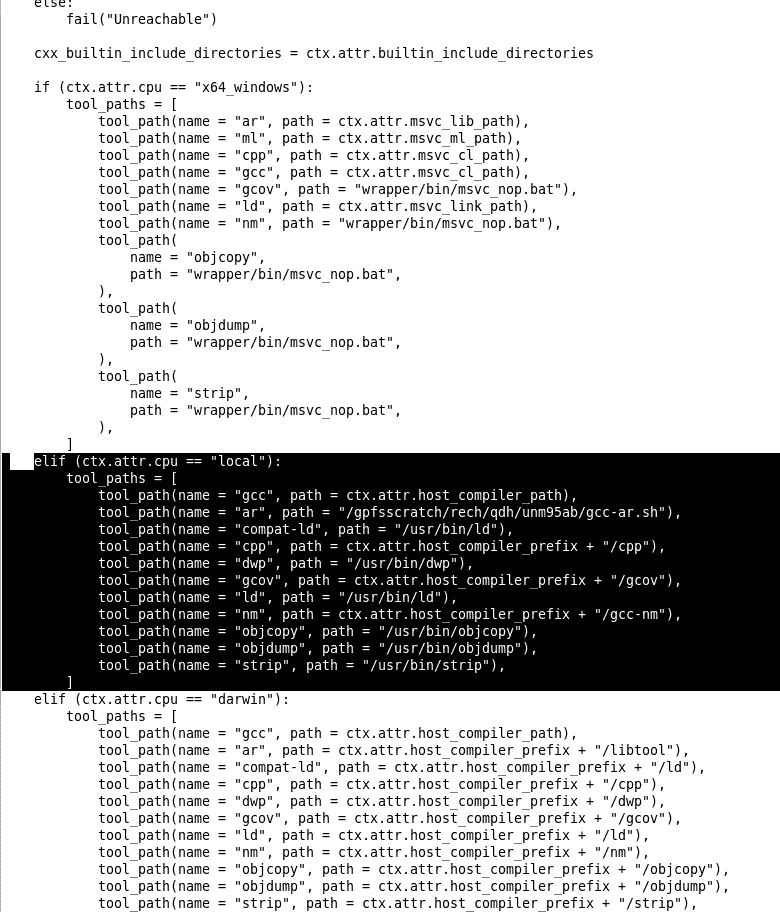 else:
        fail("Unreachable")

    cxx_builtin_include_directories = ctx.attr.builtin_include_directories

    if (ctx.attr.cpu == "x64_windows"):
        tool_paths = [
            tool_path(name = "ar", path = ctx.attr.msvc_lib_path),
            tool_path(name = "ml", path = ctx.attr.msvc_ml_path),
            tool_path(name = "cpp", path = ctx.attr.msvc_cl_path),
            tool_path(name = "gcc", path = ctx.attr.msvc_cl_path),
            tool_path(name = "gcov", path = "wrapper/bin/msvc_nop.bat"),
            tool_path(name = "ld", path = ctx.attr.msvc_link_path),
            tool_path(name = "nm", path = "wrapper/bin/msvc_nop.bat"),
            tool_path(
                name = "objcopy",
                path = "wrapper/bin/msvc_nop.bat",
            ),
            tool_path(
                name = "objdump",
                path = "wrapper/bin/msvc_nop.bat",
            ),
            tool_path(
                name = "strip",
                path = "wrapper/bin/msvc_nop.bat",
            ),
        ]
    elif (ctx.attr.cpu == "local"):
        tool_paths = [
            tool_path(name = "gcc", path = ctx.attr.host_compiler_path),
            tool_path(name = "ar", path = "/gpfsscratch/rech/qdh/unm95ab/gcc-ar.sh"),
            tool_path(name = "compat-ld", path = "/usr/bin/ld"),
            tool_path(name = "cpp", path = ctx.attr.host_compiler_prefix + "/cpp"),
            tool_path(name = "dwp", path = "/usr/bin/dwp"),
            tool_path(name = "gcov", path = ctx.attr.host_compiler_prefix + "/gcov"),
            tool_path(name = "ld", path = "/usr/bin/ld"),
            tool_path(name = "nm", path = ctx.attr.host_compiler_prefix + "/gcc-nm"),
            tool_path(name = "objcopy", path = "/usr/bin/objcopy"),
            tool_path(name = "objdump", path = "/usr/bin/objdump"),
            tool_path(name = "strip", path = "/usr/bin/strip"),
        ]
    elif (ctx.attr.cpu == "darwin"):
        tool_paths = [
            tool_path(name = "gcc", path = ctx.attr.host_compiler_path),
            tool_path(name = "ar", path = ctx.attr.host_compiler_prefix + "/libtool"),
            tool_path(name = "compat-ld", path = ctx.attr.host_compiler_prefix + "/ld"),
            tool_path(name = "cpp", path = ctx.attr.host_compiler_prefix + "/cpp"),
            tool_path(name = "dwp", path = ctx.attr.host_compiler_prefix + "/dwp"),
            tool_path(name = "gcov", path = ctx.attr.host_compiler_prefix + "/gcov"),
            tool_path(name = "ld", path = ctx.attr.host_compiler_prefix + "/ld"),
            tool_path(name = "nm", path = ctx.attr.host_compiler_prefix + "/nm"),
            tool_path(name = "objcopy", path = ctx.attr.host_compiler_prefix + "/objcopy"),
            tool_path(name = "objdump", path = ctx.attr.host_compiler_prefix + "/objdump"),
            tool_path(name = "strip", path = ctx.attr.host_compiler_prefix + "/strip"),